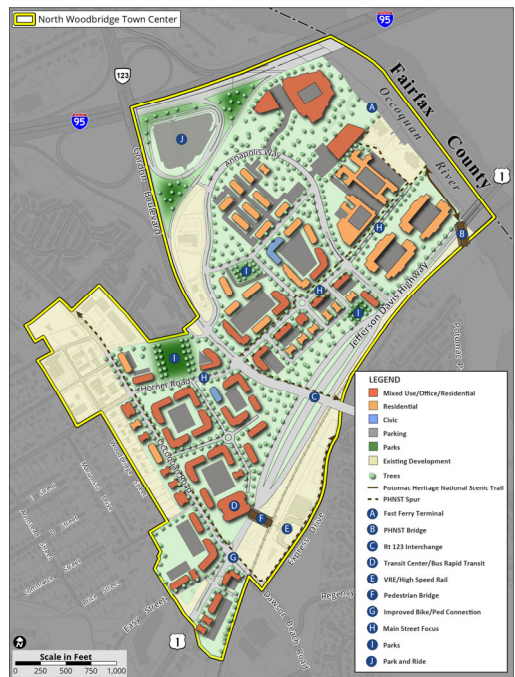 North Woodbridge Town Center
95
123
Fairfax County
Occoquan River
95
Gordon Boulevard
Annapolis Way
1
Jefferson Davis Highway
Potomac
Horner Road
Occoquan
Express Drive
Dawson Beach Road
Regency
1
LEGEND
Mixed Use/Office/Residential
Residential
Civic
Parking
Parks
Existing Development
Trees
Potomac Heritage National Scenic Trail
PHNST Spur
A Fast Ferry Terminal
B PHNST Bridge
C Rt 123 Interchange
D Transit Center/Bus Rapid Transit
E VRE/High Speed Rail
F Pedestrian Bridge
G Improved Bike/Ped Connection
H Main Street Focus
I Parks
J Park and Ride
A
J
H
B
I
H
I
I
H
C
D
F
E
G
N
Scale in Feet
0 250 500 750 1,000